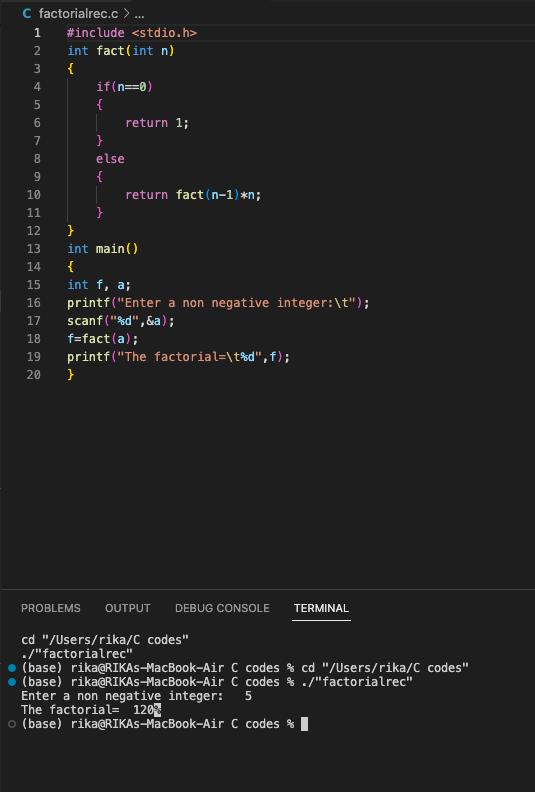 C factorialrec.c > ...
1 #include <stdio.h>
2 int fact(int n)
3 {
4     if(n==0)
5     {
6         return 1;
7     }
8     else
9     {
10         return fact(n-1)*n;
11     }
12 }
13 int main()
14 {
15 int f, a;
16 printf("Enter a non negative integer:\t");
17 scanf("%d",&a);
18 f=fact(a);
19 printf("The factorial=\t%d",f);
20 }
PROBLEMS OUTPUT DEBUG CONSOLE TERMINAL
cd "/Users/rika/C codes"
./"factorialrec"
(base) rika@RIKAs-MacBook-Air C codes % cd "/Users/rika/C codes"
(base) rika@RIKAs-MacBook-Air C codes % ./"factorialrec"
Enter a non negative integer:   5
The factorial=  120%
(base) rika@RIKAs-MacBook-Air C codes %